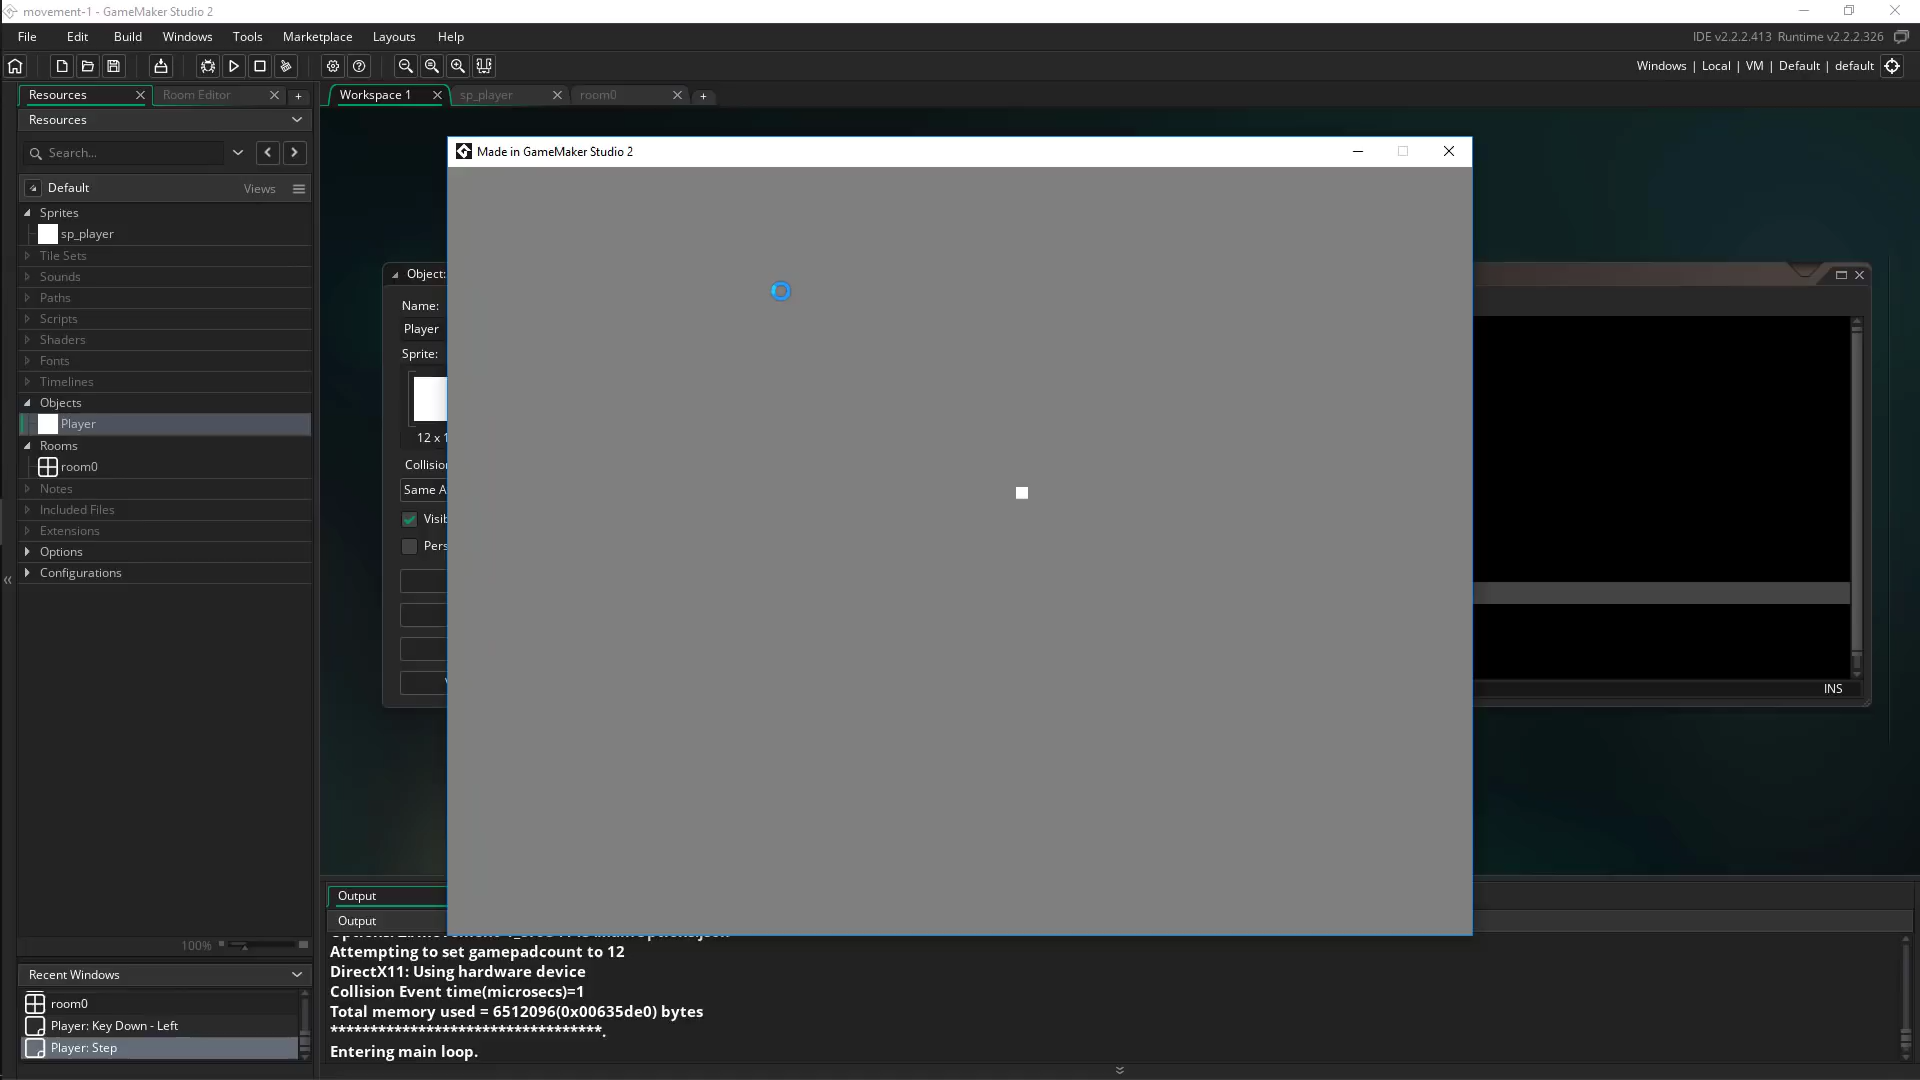 movement-1 - GameMaker Studio 2
File Edit Build Windows Tools Marketplace Layouts Help
IDE v2.2.2.413 Runtime v2.2.2.326
Windows | Local | VM | Default | default
Resources Room Editor +
Workspace 1 sp_player room0 +
Resources
Search...
Made in GameMaker Studio 2
Default Views
Sprites
sp_player
Tile Sets
Sounds
Paths
Scripts
Shaders
Fonts
Timelines
Objects
Player
Rooms
room0
Notes
Included Files
Extensions
Options
Configurations
Object:
Name:
Player
Sprite:
12 x 1
Collisio
Same A
Visib
Pers
INS
100%
Recent Windows
room0
Player: Key Down - Left
Player: Step
Output
Output
Attempting to set gamepadcount to 12
DirectX11: Using hardware device
Collision Event time(microsecs)=1
Total memory used = 6512096(0x00635de0) bytes
**********************************.
Entering main loop.